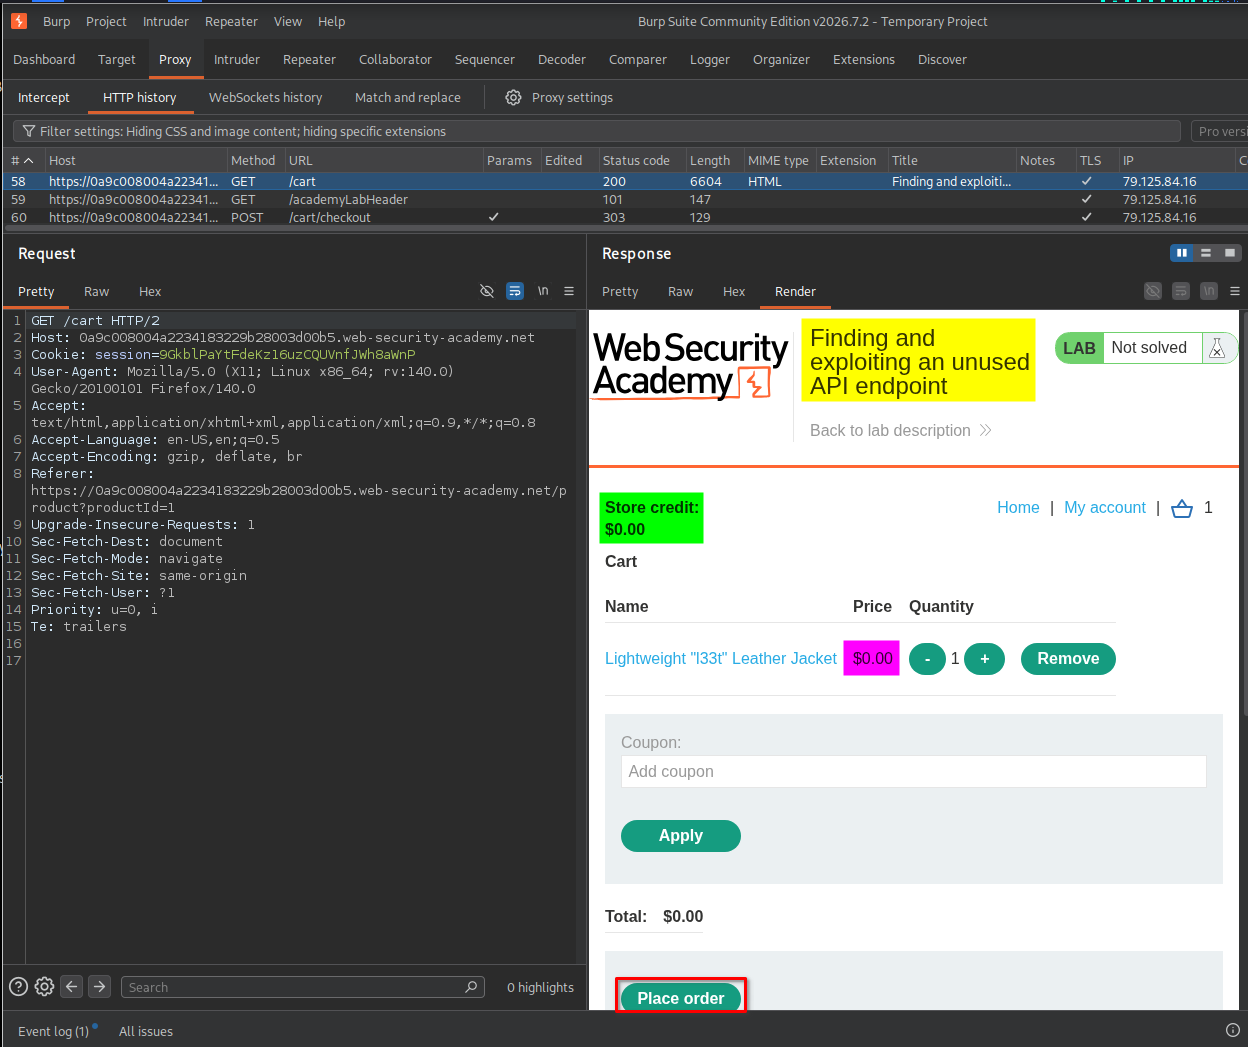 Burp Project Intruder Repeater View Help Burp Suite Community Edition v2026.7.2 - Temporary Project
Dashboard Target Proxy Intruder Repeater Collaborator Sequencer Decoder Comparer Logger Organizer Extensions Discover
Intercept HTTP history WebSockets history Match and replace Proxy settings
Filter settings: Hiding CSS and image content; hiding specific extensions Pro versi
# Host Method URL Params Edited Status code Length MIME type Extension Title Notes TLS IP C
58 https://0a9c008004a22341... GET /cart 200 6604 HTML Finding and exploiti... ✓ 79.125.84.16
59 https://0a9c008004a22341... GET /academyLabHeader 101 147 ✓ 79.125.84.16
60 https://0a9c008004a22341... POST /cart/checkout ✓ 303 129 ✓ 79.125.84.16
Request
Pretty Raw Hex \n
1 GET /cart HTTP/2
2 Host: 0a9c008004a2234183229b28003d00b5.web-security-academy.net
3 Cookie: session=9GkblPaYtFdeKz16uzCQUVnfJWh8aWnP
4 User-Agent: Mozilla/5.0 (X11; Linux x86_64; rv:140.0)
Gecko/20100101 Firefox/140.0
5 Accept:
text/html,application/xhtml+xml,application/xml;q=0.9,*/*;q=0.8
6 Accept-Language: en-US,en;q=0.5
7 Accept-Encoding: gzip, deflate, br
8 Referer:
https://0a9c008004a2234183229b28003d00b5.web-security-academy.net/p
roduct?productId=1
9 Upgrade-Insecure-Requests: 1
10 Sec-Fetch-Dest: document
11 Sec-Fetch-Mode: navigate
12 Sec-Fetch-Site: same-origin
13 Sec-Fetch-User: ?1
14 Priority: u=0, i
15 Te: trailers
16
17
Search 0 highlights
Response
Pretty Raw Hex Render \n
Web Security
Academy
Finding and
exploiting an unused
API endpoint
LAB Not solved
Back to lab description
Store credit:
$0.00
Home | My account | 1
Cart
Name Price Quantity
Lightweight "l33t" Leather Jacket $0.00 - 1 + Remove
Coupon:
Add coupon
Apply
Total: $0.00
Place order
Event log (1) All issues